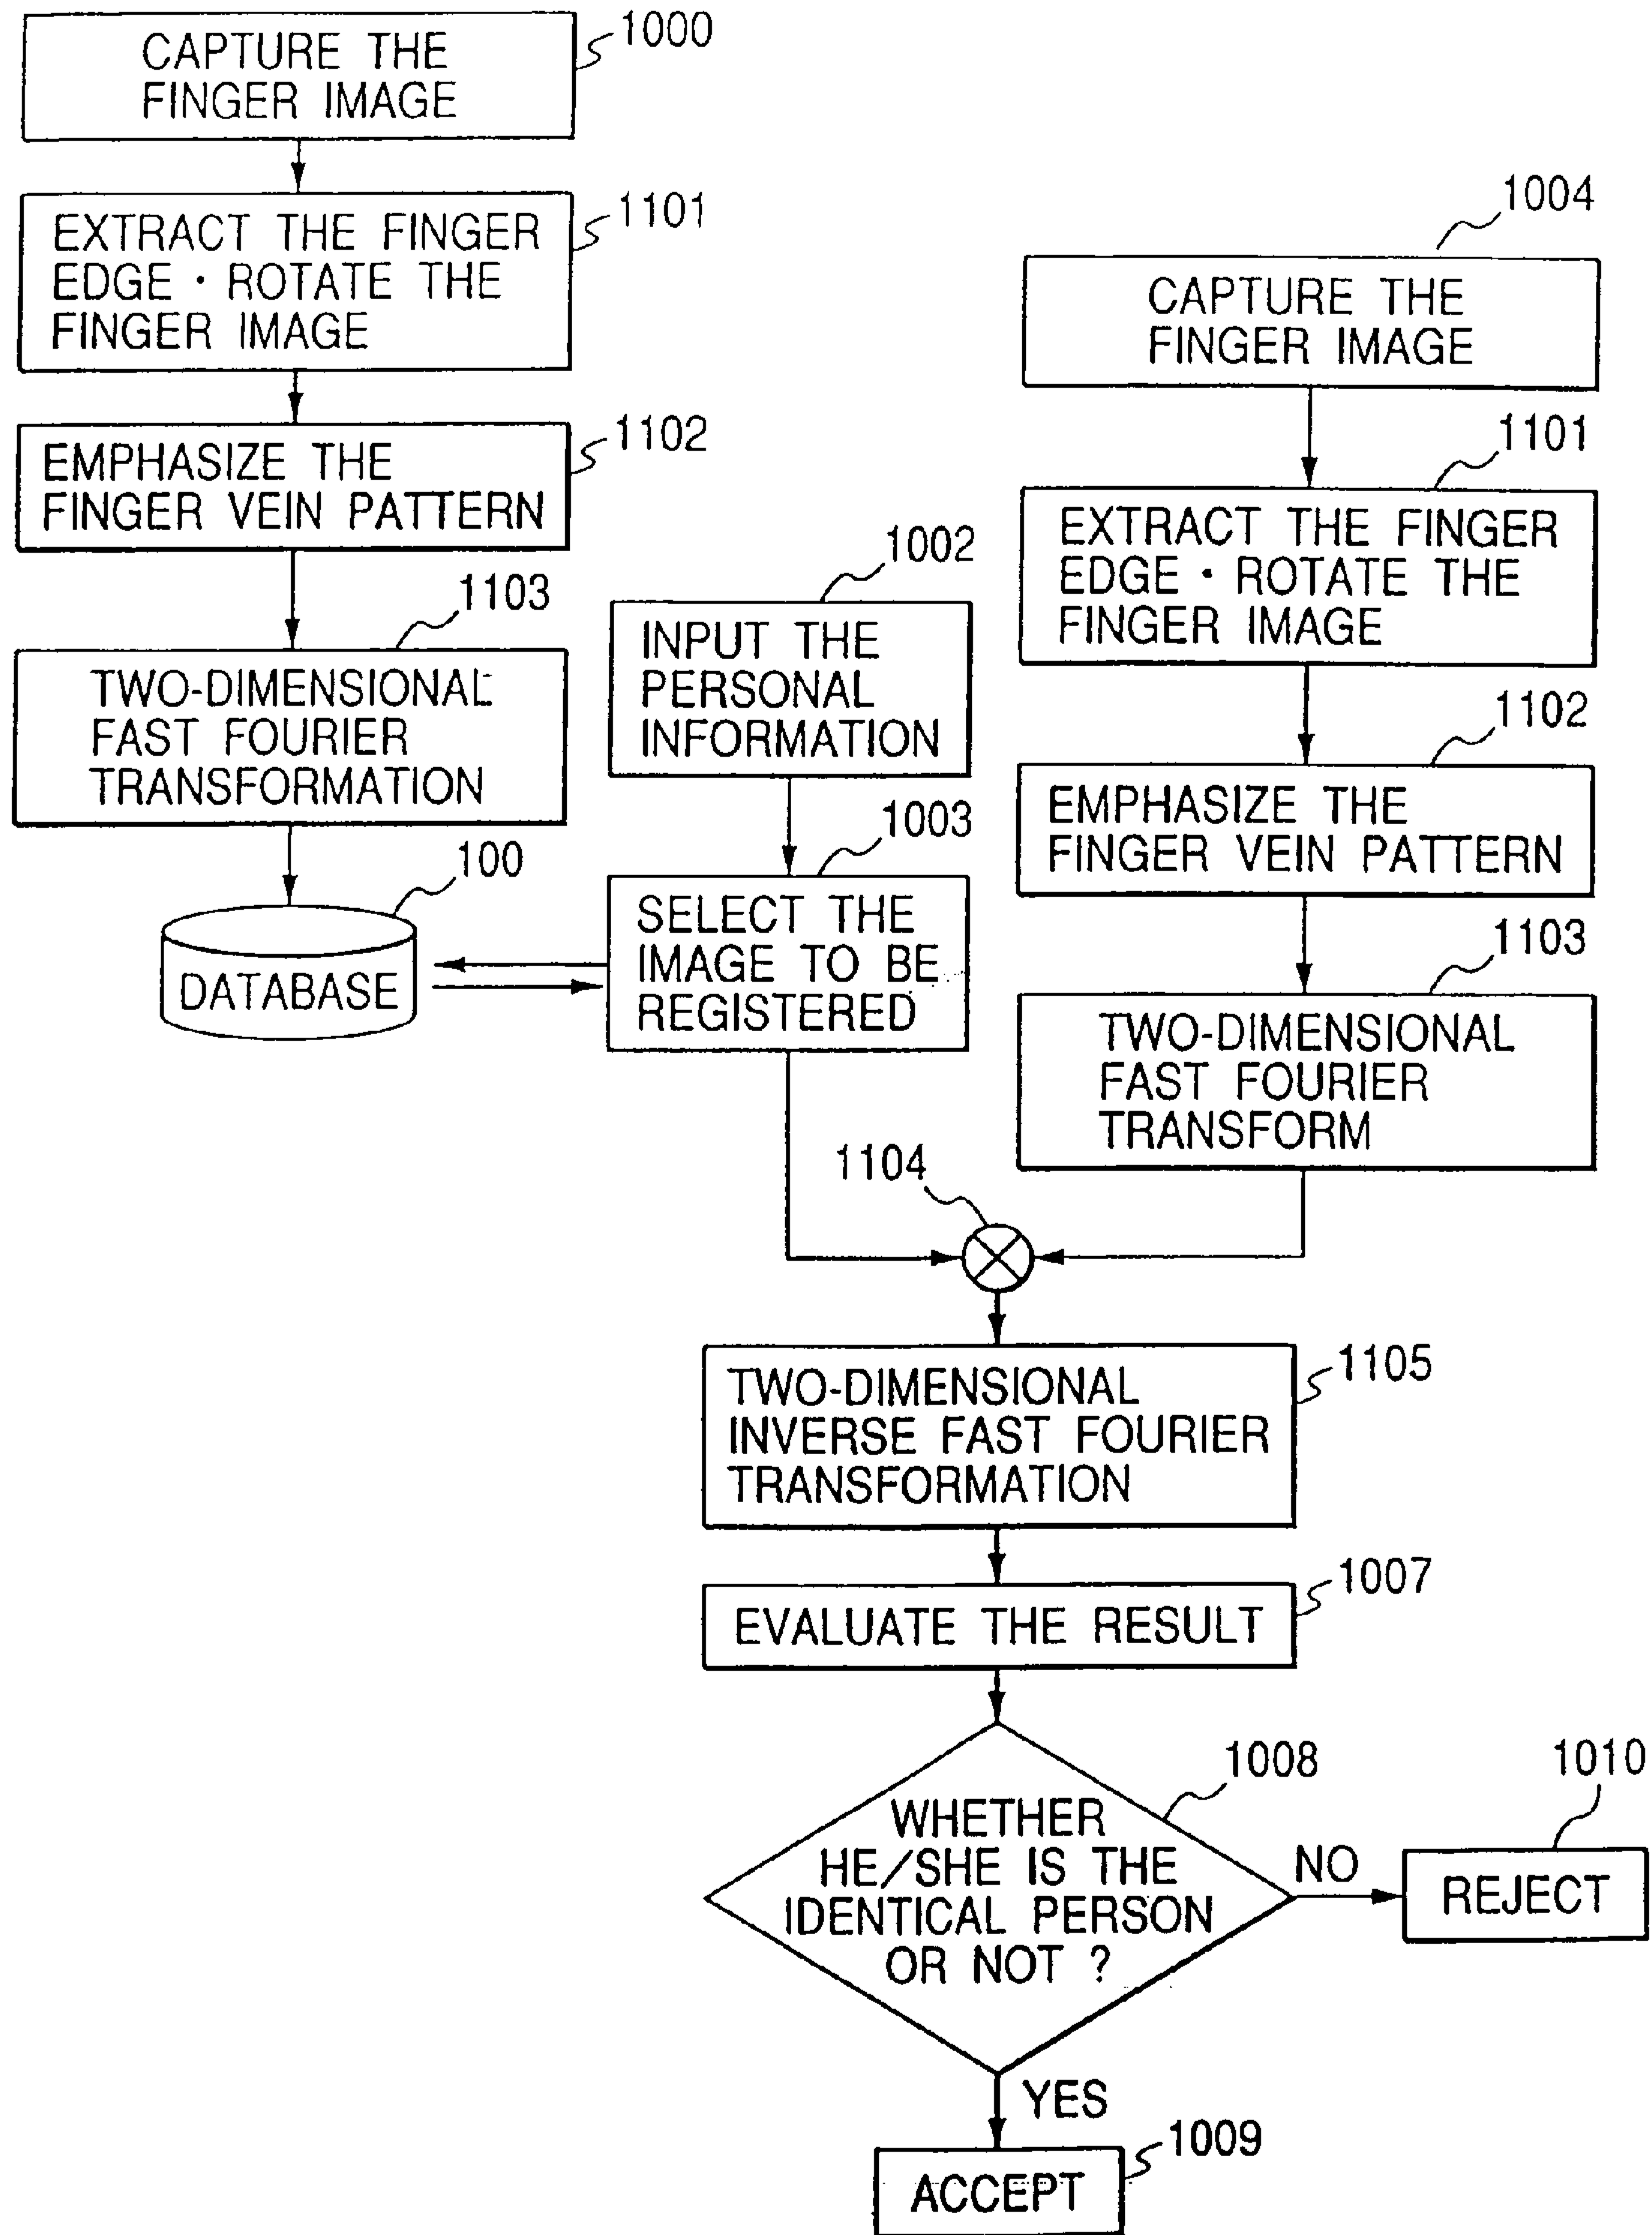 1000
CAPTURE THE
FINGER IMAGE
1101
EXTRACT THE FINGER
EDGE・ROTATE THE
FINGER IMAGE
1102
EMPHASIZE THE
FINGER VEIN PATTERN
1103
TWO-DIMENSIONAL
FAST FOURIER
TRANSFORMATION
100
DATABASE
1002
INPUT THE
PERSONAL
INFORMATION
1003
SELECT THE
IMAGE TO BE
REGISTERED
1004
CAPTURE THE
FINGER IMAGE
1101
EXTRACT THE FINGER
EDGE・ROTATE THE
FINGER IMAGE
1102
EMPHASIZE THE
FINGER VEIN PATTERN
1103
TWO-DIMENSIONAL
FAST FOURIER
TRANSFORM
1104
1105
TWO-DIMENSIONAL
INVERSE FAST FOURIER
TRANSFORMATION
1007
EVALUATE THE RESULT
1008
WHETHER
HE/SHE IS THE
IDENTICAL PERSON
OR NOT ?
NO
1010
REJECT
YES
1009
ACCEPT